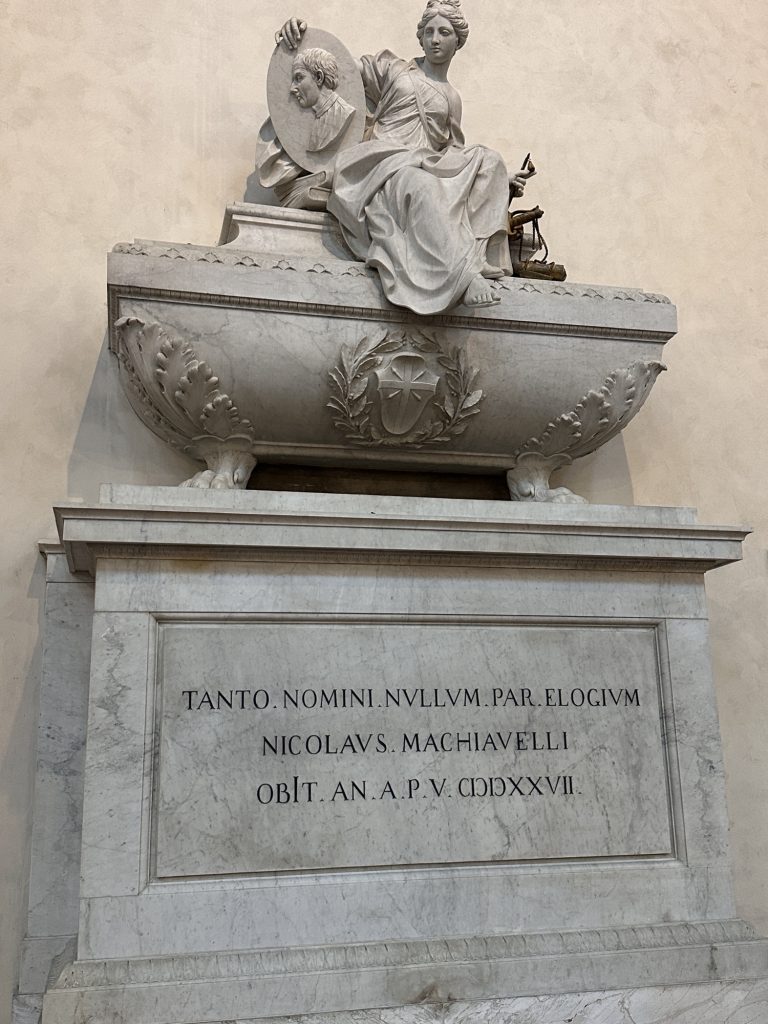 TANTO. NOMINI. NVLLVM. PAR. ELOGIVM
NICOLAVS. MACHIAVELLI
OBIT. AN. A. P. V. CIƆIƆXXVII.